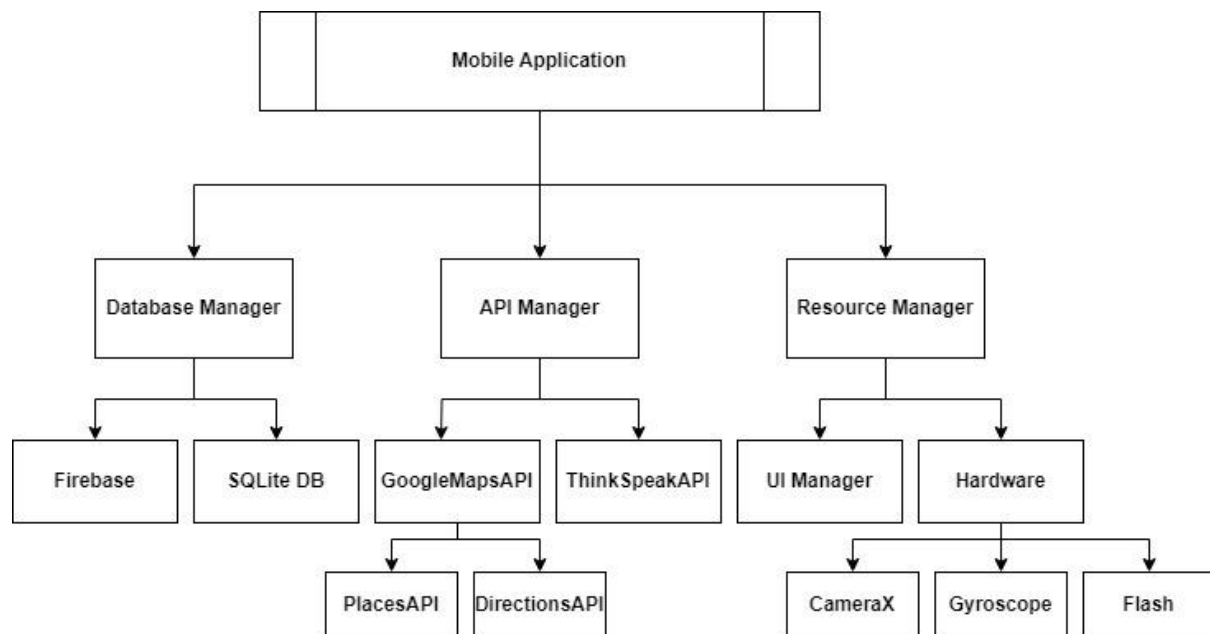 Mobile Application
Database Manager
API Manager
Resource Manager
Firebase
SQLite DB
GoogleMapsAPI
ThinkSpeakAPI
UI Manager
Hardware
PlacesAPI
DirectionsAPI
CameraX
Gyroscope
Flash